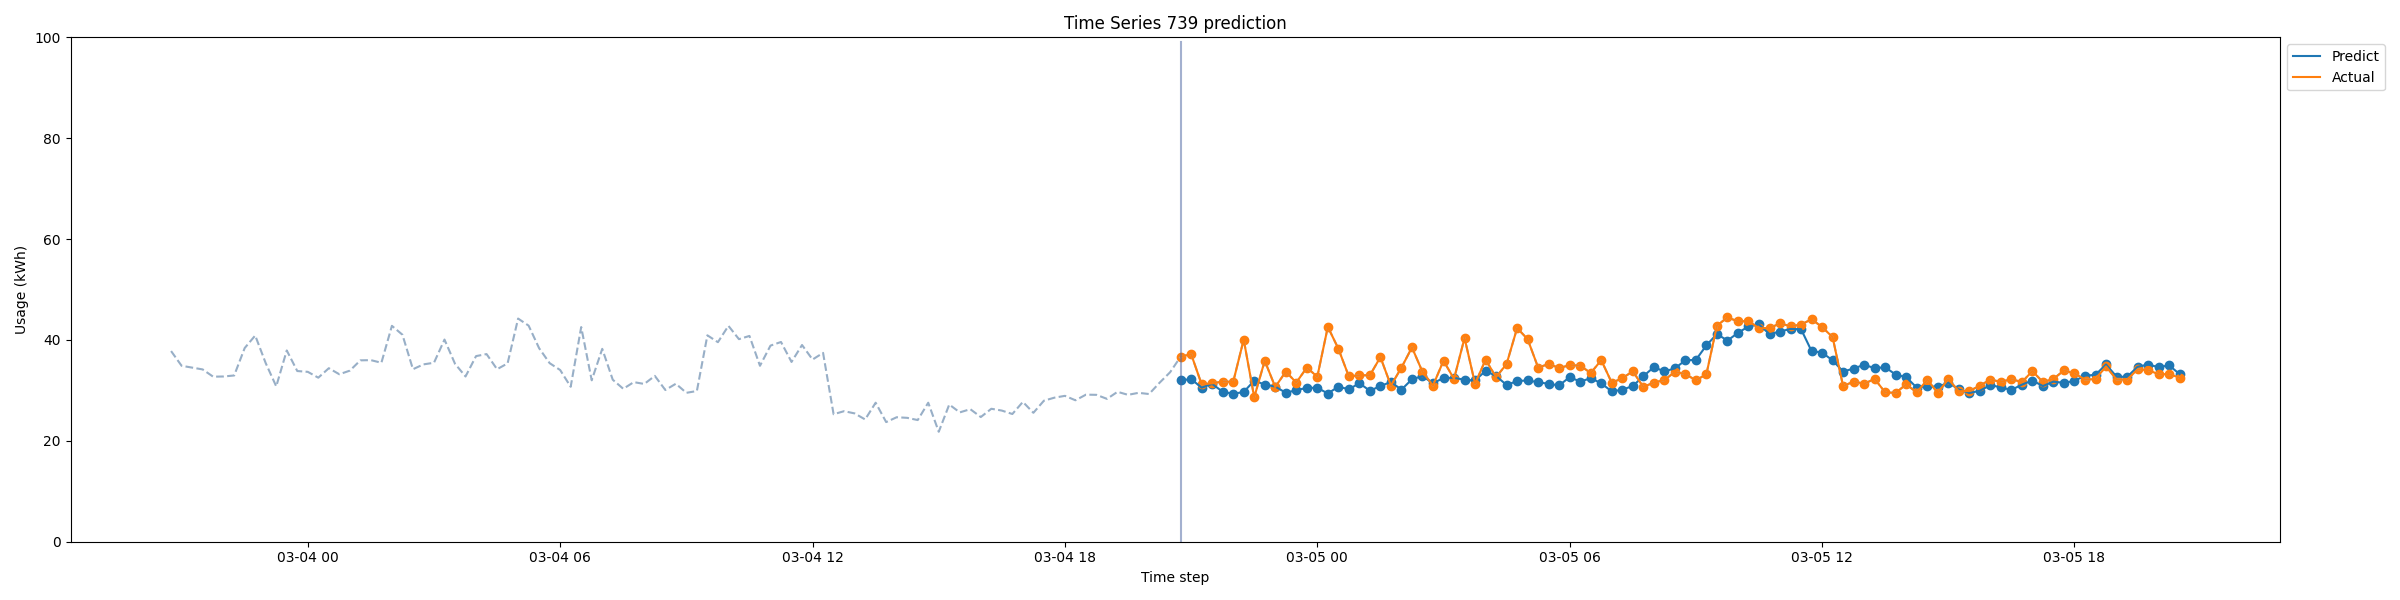 Time Series 739 prediction
100
80
60
40
20
0
Usage (kWh)
03-04 00
03-04 06
03-04 12
03-04 18
03-05 00
03-05 06
03-05 12
03-05 18
Time step
Predict
Actual